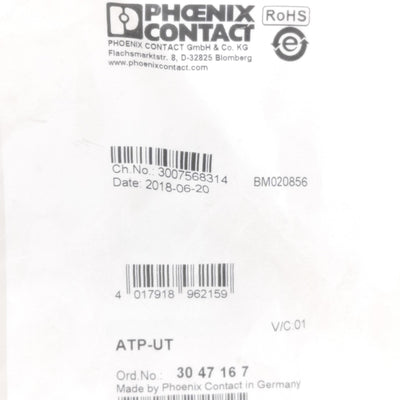 PHŒNIX
CONTACT
RoHS
PHOENIX CONTACT GmbH & Co. KG
Flachsmarktstr. 8, D-32825 Blomberg
www.phoenixcontact.com
e
Ch.No.: 3007568314
Date: 2018-06-20
BM020856
4 017918 962159
V/C.01
ATP-UT
Ord.No.: 30 47 16 7
Made by Phoenix Contact in Germany